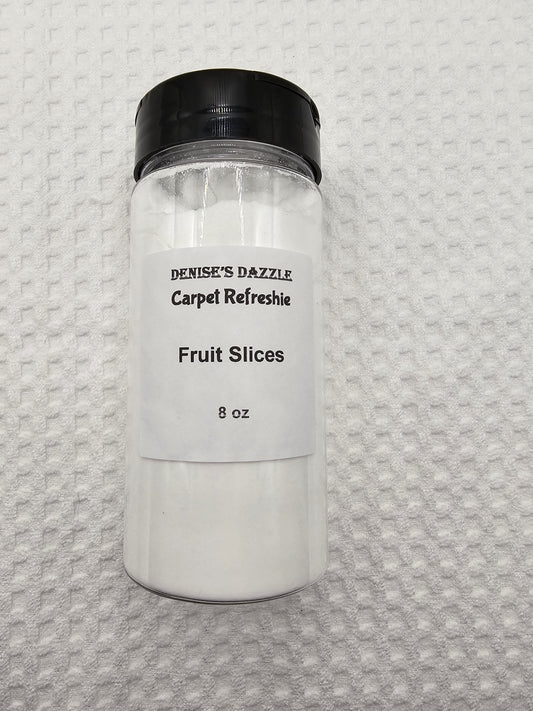 DENISE'S DAZZLE
Carpet Refreshie
Fruit Slices
8 oz